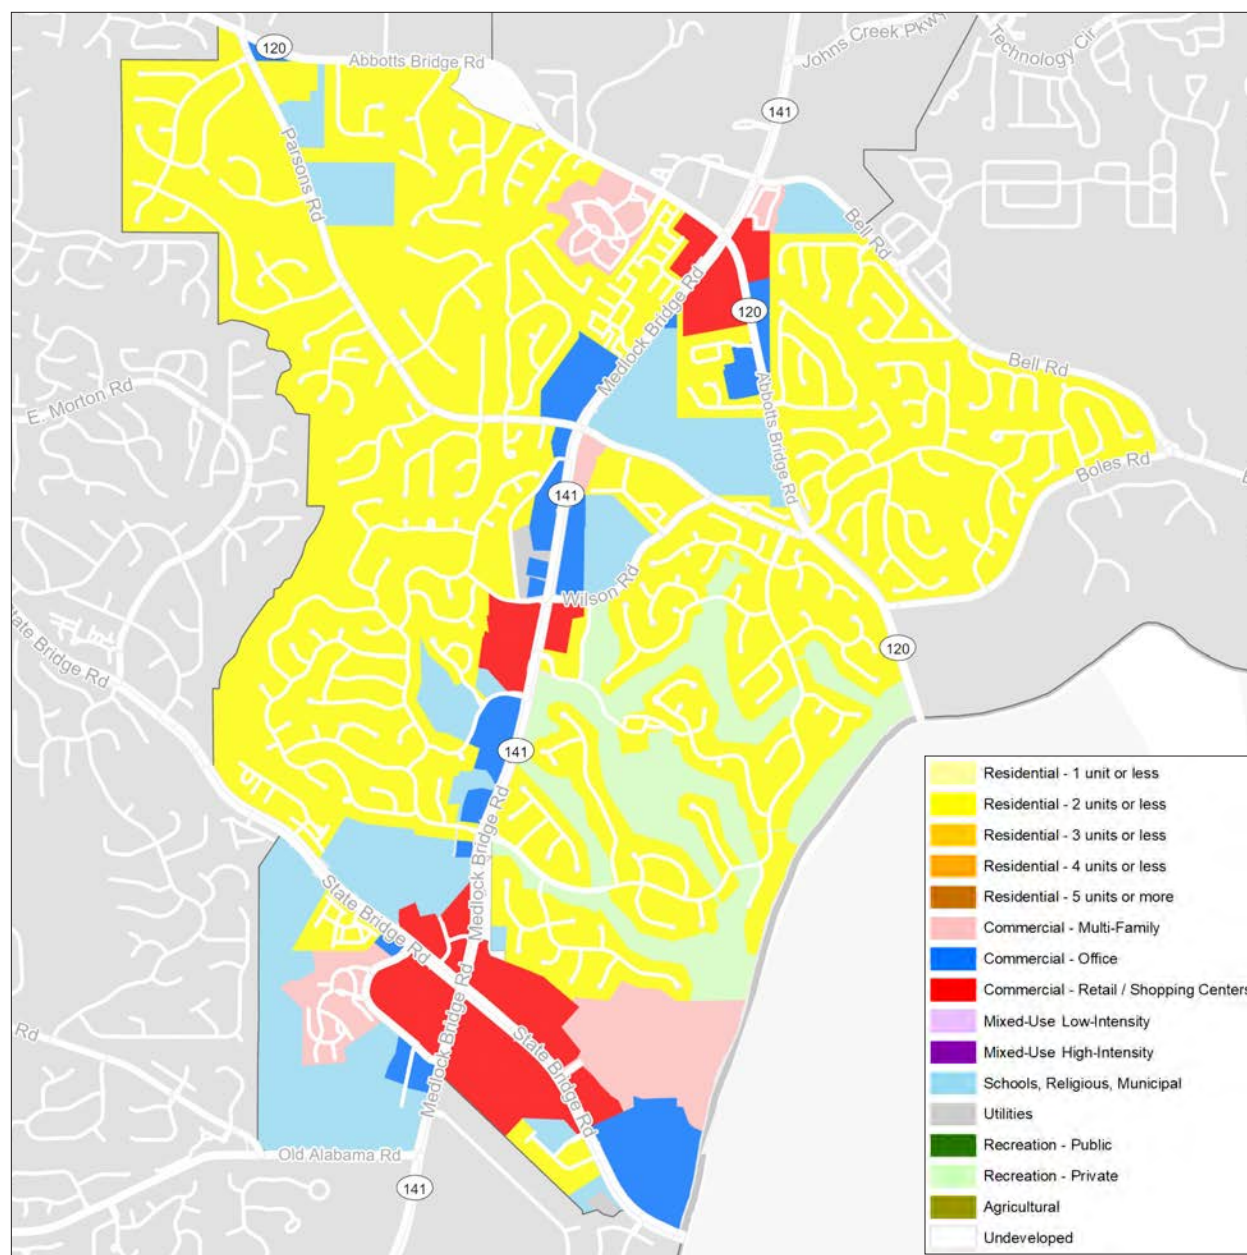 120
Abbotts Bridge Rd
Johns Creek Pkwy
Technology Cir
141
Parsons Rd
Bell Rd
Medlock Bridge Rd
120
Bell Rd
E. Morton Rd
Abbotts Bridge Rd
Boles Rd
141
Wilson Rd
State Bridge Rd
120
141
Medlock Bridge Rd
State Bridge Rd
Medlock Bridge Rd
State Bridge Rd
Rd
Medlock Bridge Rd
Old Alabama Rd
141
Residential - 1 unit or less
Residential - 2 units or less
Residential - 3 units or less
Residential - 4 units or less
Residential - 5 units or more
Commercial - Multi-Family
Commercial - Office
Commercial - Retail / Shopping Centers
Mixed-Use Low-Intensity
Mixed-Use High-Intensity
Schools, Religious, Municipal
Utilities
Recreation - Public
Recreation - Private
Agricultural
Undeveloped